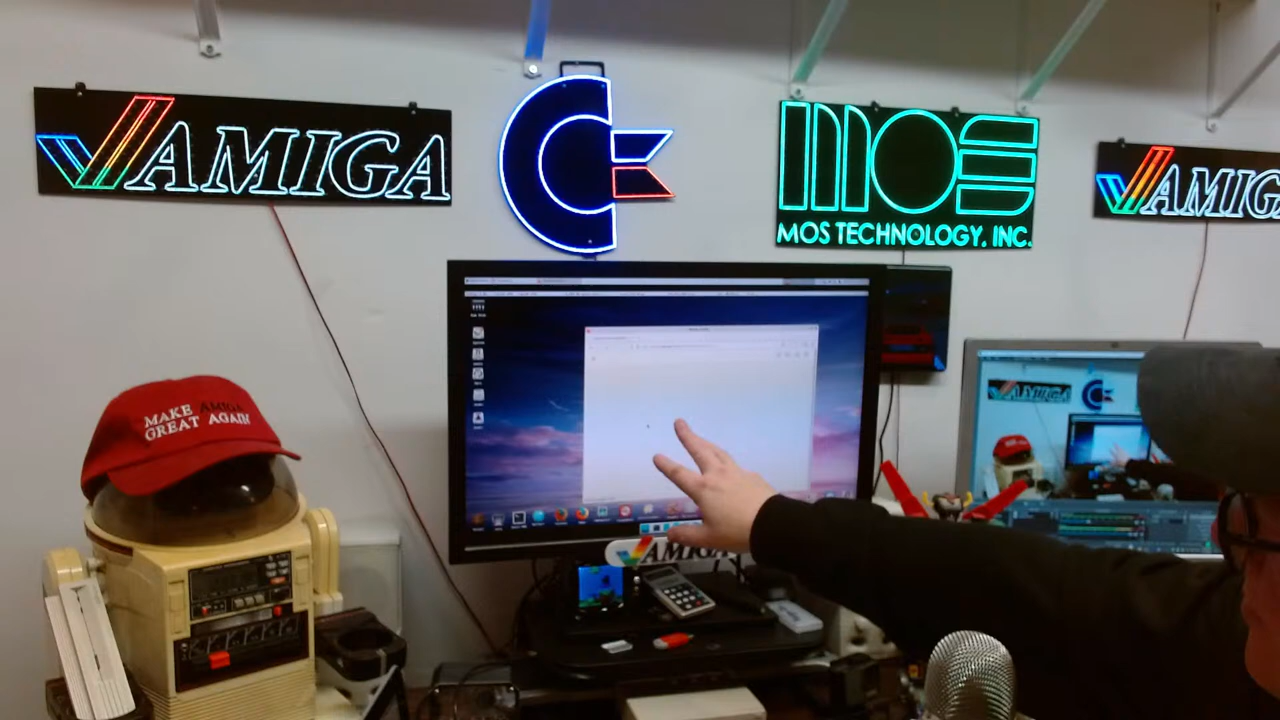 AMIGA
MOS
MOS TECHNOLOGY, INC.
AMIGA
MAKE AMIGA
GREAT AGAIN
AMIGA
AMIGA